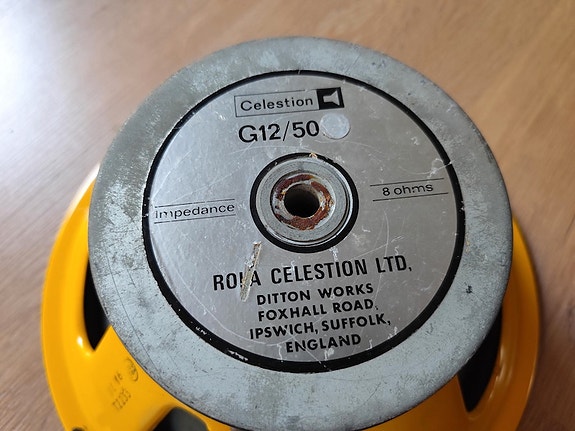 Celestion
G12/50
impedance
8 ohms
ROLA CELESTION LTD,
DITTON WORKS
FOXHALL ROAD,
IPSWICH, SUFFOLK,
ENGLAND